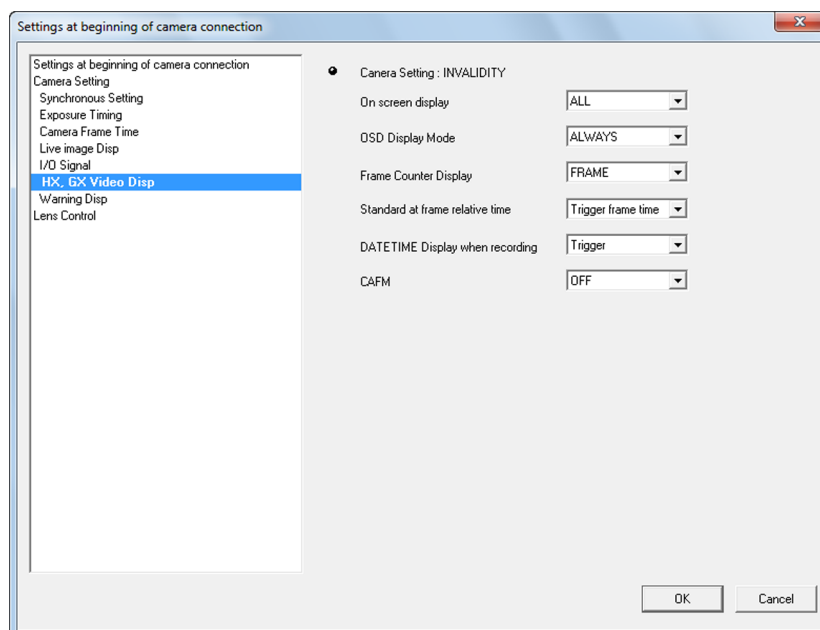 Settings at beginning of camera connection
Settings at beginning of camera connection
Camera Setting
Synchronous Setting
Exposure Timing
Camera Frame Time
Live image Disp
I/O Signal
HX, GX Video Disp
Warning Disp
Lens Control
Canera Setting : INVALIDITY
On screen display ALL
OSD Display Mode ALWAYS
Frame Counter Display FRAME
Standard at frame relative time Trigger frame time
DATETIME Display when recording Trigger
CAFM OFF
OK Cancel